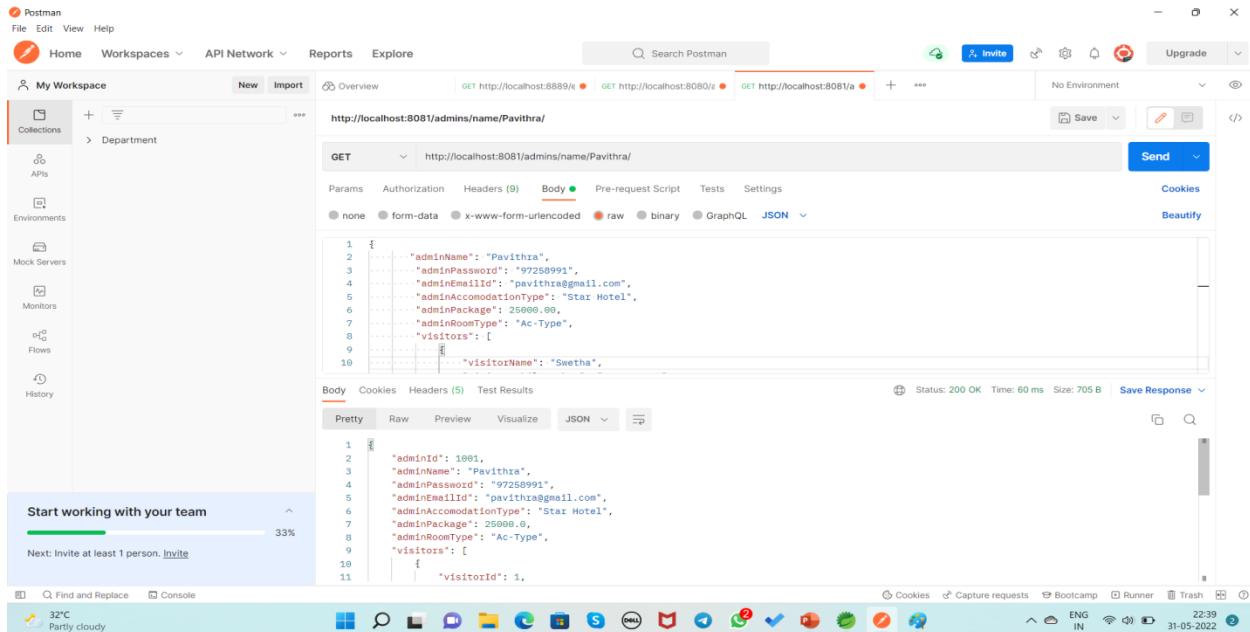 Postman
File Edit View Help
Home Workspaces API Network Reports Explore Search Postman Invite Upgrade
My Workspace New Import Overview GET http://localhost:8889/e GET http://localhost:8080/a GET http://localhost:8081/a No Environment
Collections
APIs
Environments
Mock Servers
Monitors
Flows
History
Department
http://localhost:8081/admins/name/Pavithra/ Save
GET http://localhost:8081/admins/name/Pavithra/ Send
Params Authorization Headers (9) Body Pre-request Script Tests Settings Cookies
none form-data x-www-form-urlencoded raw binary GraphQL JSON Beautify
1 {
2 "adminName": "Pavithra",
3 "adminPassword": "97258991",
4 "adminEmailId": "pavithra@gmail.com",
5 "adminAccomodationType": "Star Hotel",
6 "adminPackage": 25000.00,
7 "adminRoomType": "Ac-Type",
8 "visitors": [
9 {
10 "visitorName": "Swetha",
Body Cookies Headers (5) Test Results Status: 200 OK Time: 60 ms Size: 705 B Save Response
Pretty Raw Preview Visualize JSON
1 {
2 "adminId": 1001,
3 "adminName": "Pavithra",
4 "adminPassword": "97258991",
5 "adminEmailId": "pavithra@gmail.com",
6 "adminAccomodationType": "Star Hotel",
7 "adminPackage": 25000.0,
8 "adminRoomType": "Ac-Type",
9 "visitors": [
10 {
11 "visitorId": 1,
Start working with your team
33%
Next: Invite at least 1 person. Invite
Find and Replace Console Cookies Capture requests Bootcamp Runner Trash
32°C
Partly cloudy
DELL
2
ENG
IN
22:39
31-05-2022
2